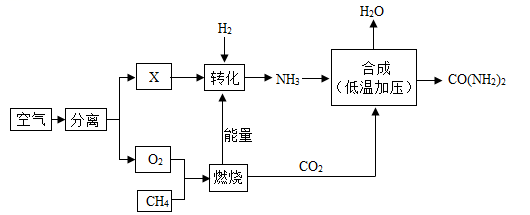 H₂O
H₂
X
转化
NH₃
合成
(低温加压)
CO(NH₂)₂
空气
分离
能量
O₂
CH₄
燃烧
CO₂